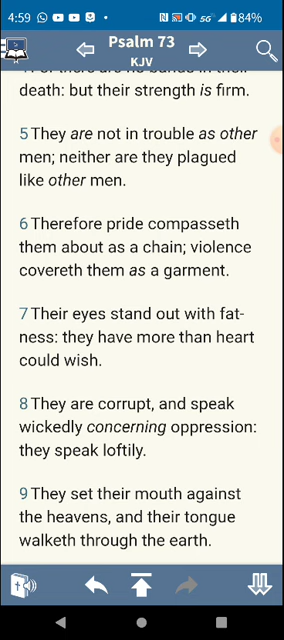 4:59 5G 84%
Psalm 73
KJV
death: but their strength is firm.
5 They are not in trouble as other
men; neither are they plagued
like other men.
6 Therefore pride compasseth
them about as a chain; violence
covereth them as a garment.
7 Their eyes stand out with fat-
ness: they have more than heart
could wish.
8 They are corrupt, and speak
wickedly concerning oppression:
they speak loftily.
9 They set their mouth against
the heavens, and their tongue
walketh through the earth.